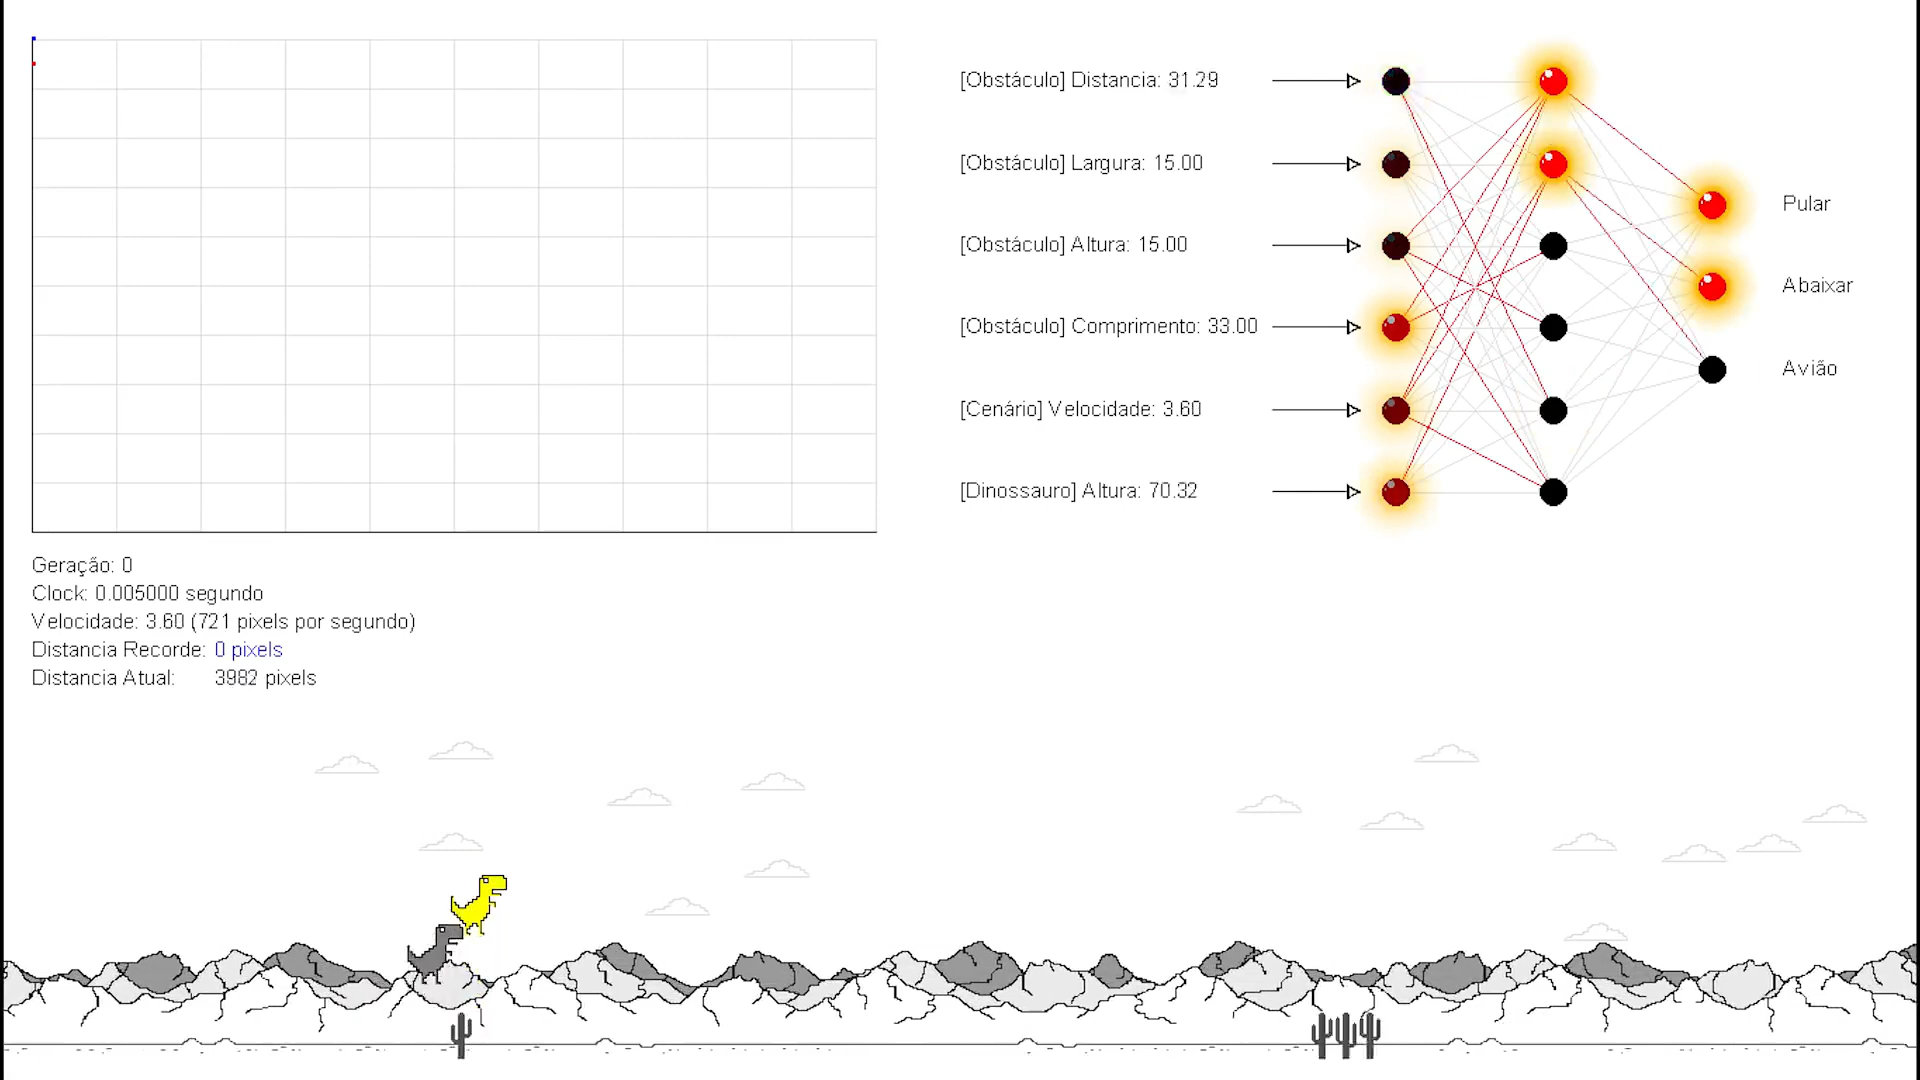 [Obstáculo] Distancia: 31.29
[Obstáculo] Largura: 15.00
[Obstáculo] Altura: 15.00
[Obstáculo] Comprimento: 33.00
[Cenário] Velocidade: 3.60
[Dinossauro] Altura: 70.32
Pular
Abaixar
Avião
Geração: 0
Clock: 0.005000 segundo
Velocidade: 3.60 (721 pixels por segundo)
Distancia Recorde: 0 pixels
Distancia Atual: 3982 pixels